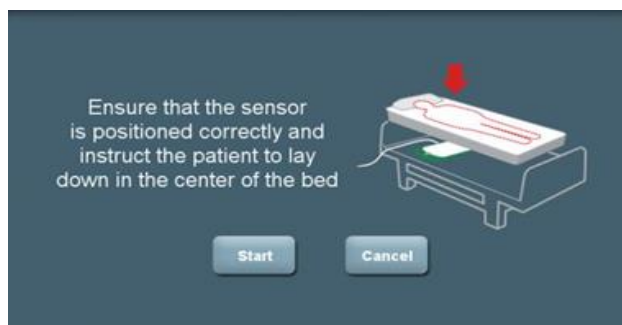 Ensure that the sensor
is positioned correctly and
instruct the patient to lay
down in the center of the bed
Start
Cancel